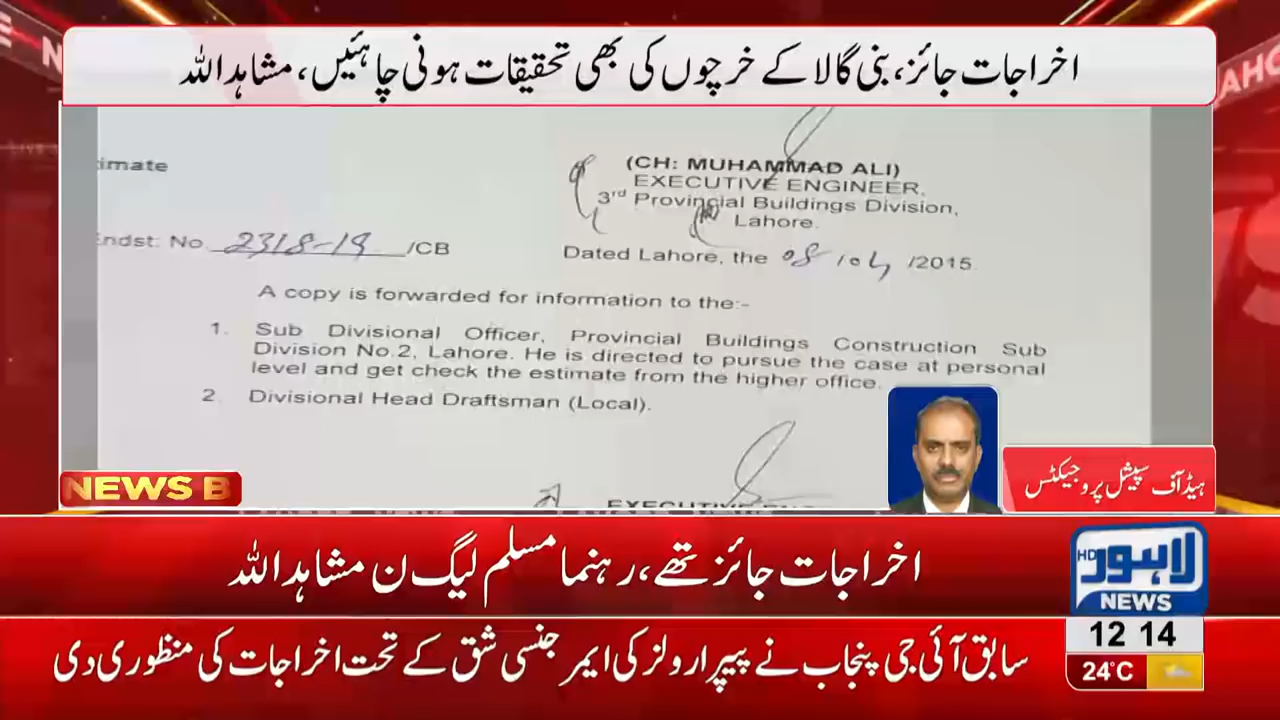 اخراجات جائز، بنی گالا کے خرچوں کی بھی تحقیقات ہونی چاہئیں، مشاہد اللہ
imate
(CH: MUHAMMAD ALI)
EXECUTIVE ENGINEER,
3rd Provincial Buildings Division,
Lahore.
Endst: No. 2318-19 /CB
Dated Lahore, the 08/04/2015
A copy is forwarded for information to the:-
1. Sub Divisional Officer, Provincial Buildings Construction Sub
Division No.2, Lahore. He is directed to pursue the case at personal
level and get check the estimate from the higher office.
2. Divisional Head Draftsman (Local).
NEWS B
ہیڈ آف سپیشل پروجیکٹس
اخراجات جائز تھے، رہنما مسلم لیگ ن مشاہد اللہ
HD
لاہور
NEWS
12 14
سابق آئی جی پنجاب نے پیپرا رولز کی ایمرجنسی شق کے تحت اخراجات کی منظوری دی
24°C